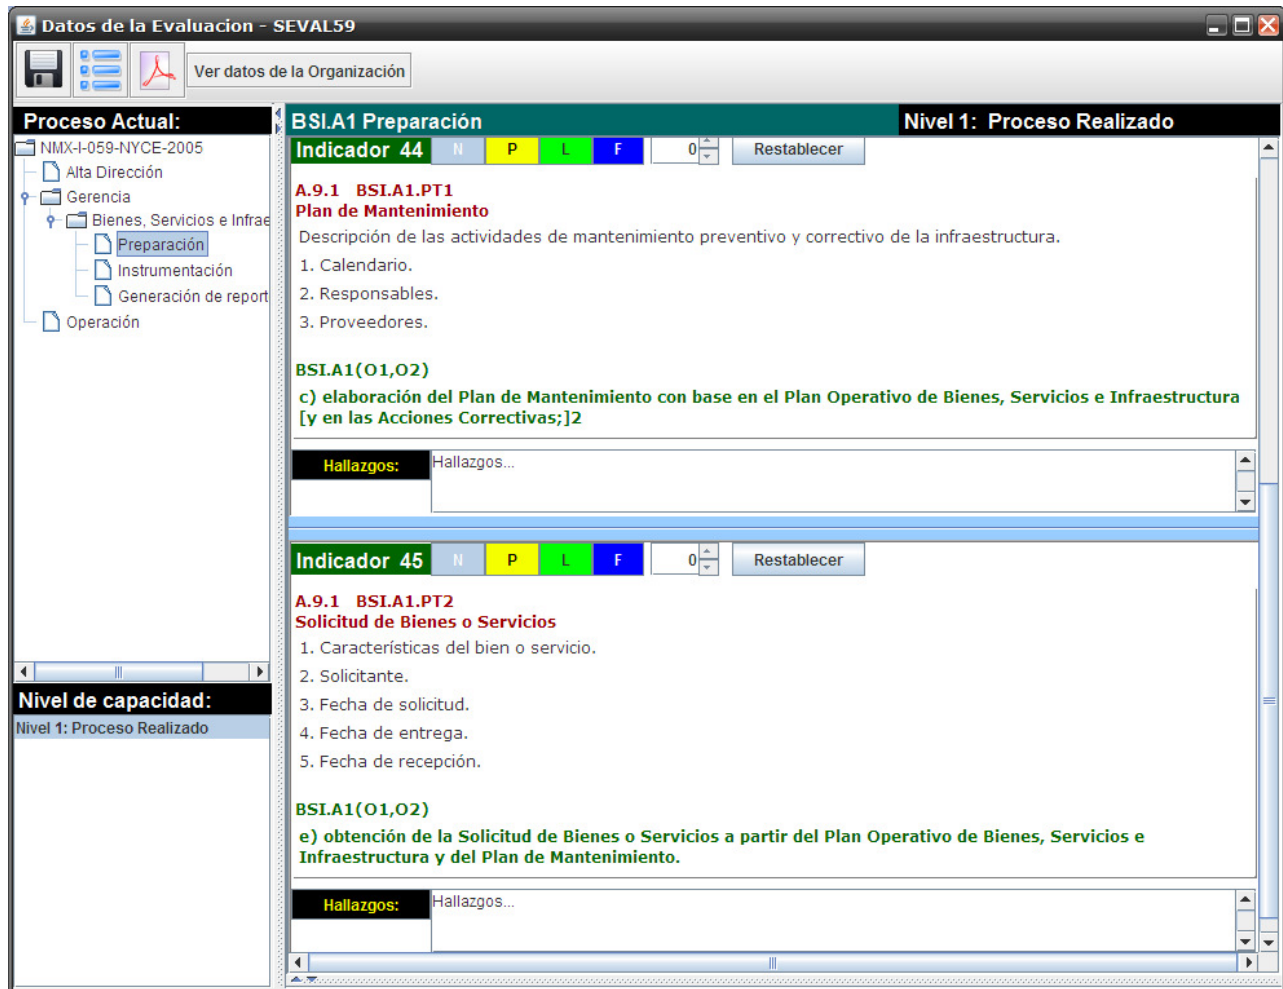 Datos de la Evaluacion - SEVAL59
Ver datos de la Organización
Proceso Actual:
NMX-I-059-NYCE-2005
Alta Dirección
Gerencia
Bienes, Servicios e Infrae
Preparación
Instrumentación
Generación de report
Operación
Nivel de capacidad:
Nivel 1: Proceso Realizado
BSI.A1 Preparación
Nivel 1: Proceso Realizado
Indicador 44 N P L F 0 Restablecer
A.9.1 BSI.A1.PT1
Plan de Mantenimiento
Descripción de las actividades de mantenimiento preventivo y correctivo de la infraestructura.
1. Calendario.
2. Responsables.
3. Proveedores.
BSI.A1(O1,O2)
c) elaboración del Plan de Mantenimiento con base en el Plan Operativo de Bienes, Servicios e Infraestructura
[y en las Acciones Correctivas;]2
Hallazgos: Hallazgos...
Indicador 45 N P L F 0 Restablecer
A.9.1 BSI.A1.PT2
Solicitud de Bienes o Servicios
1. Características del bien o servicio.
2. Solicitante.
3. Fecha de solicitud.
4. Fecha de entrega.
5. Fecha de recepción.
BSI.A1(O1,O2)
e) obtención de la Solicitud de Bienes o Servicios a partir del Plan Operativo de Bienes, Servicios e
Infraestructura y del Plan de Mantenimiento.
Hallazgos: Hallazgos...